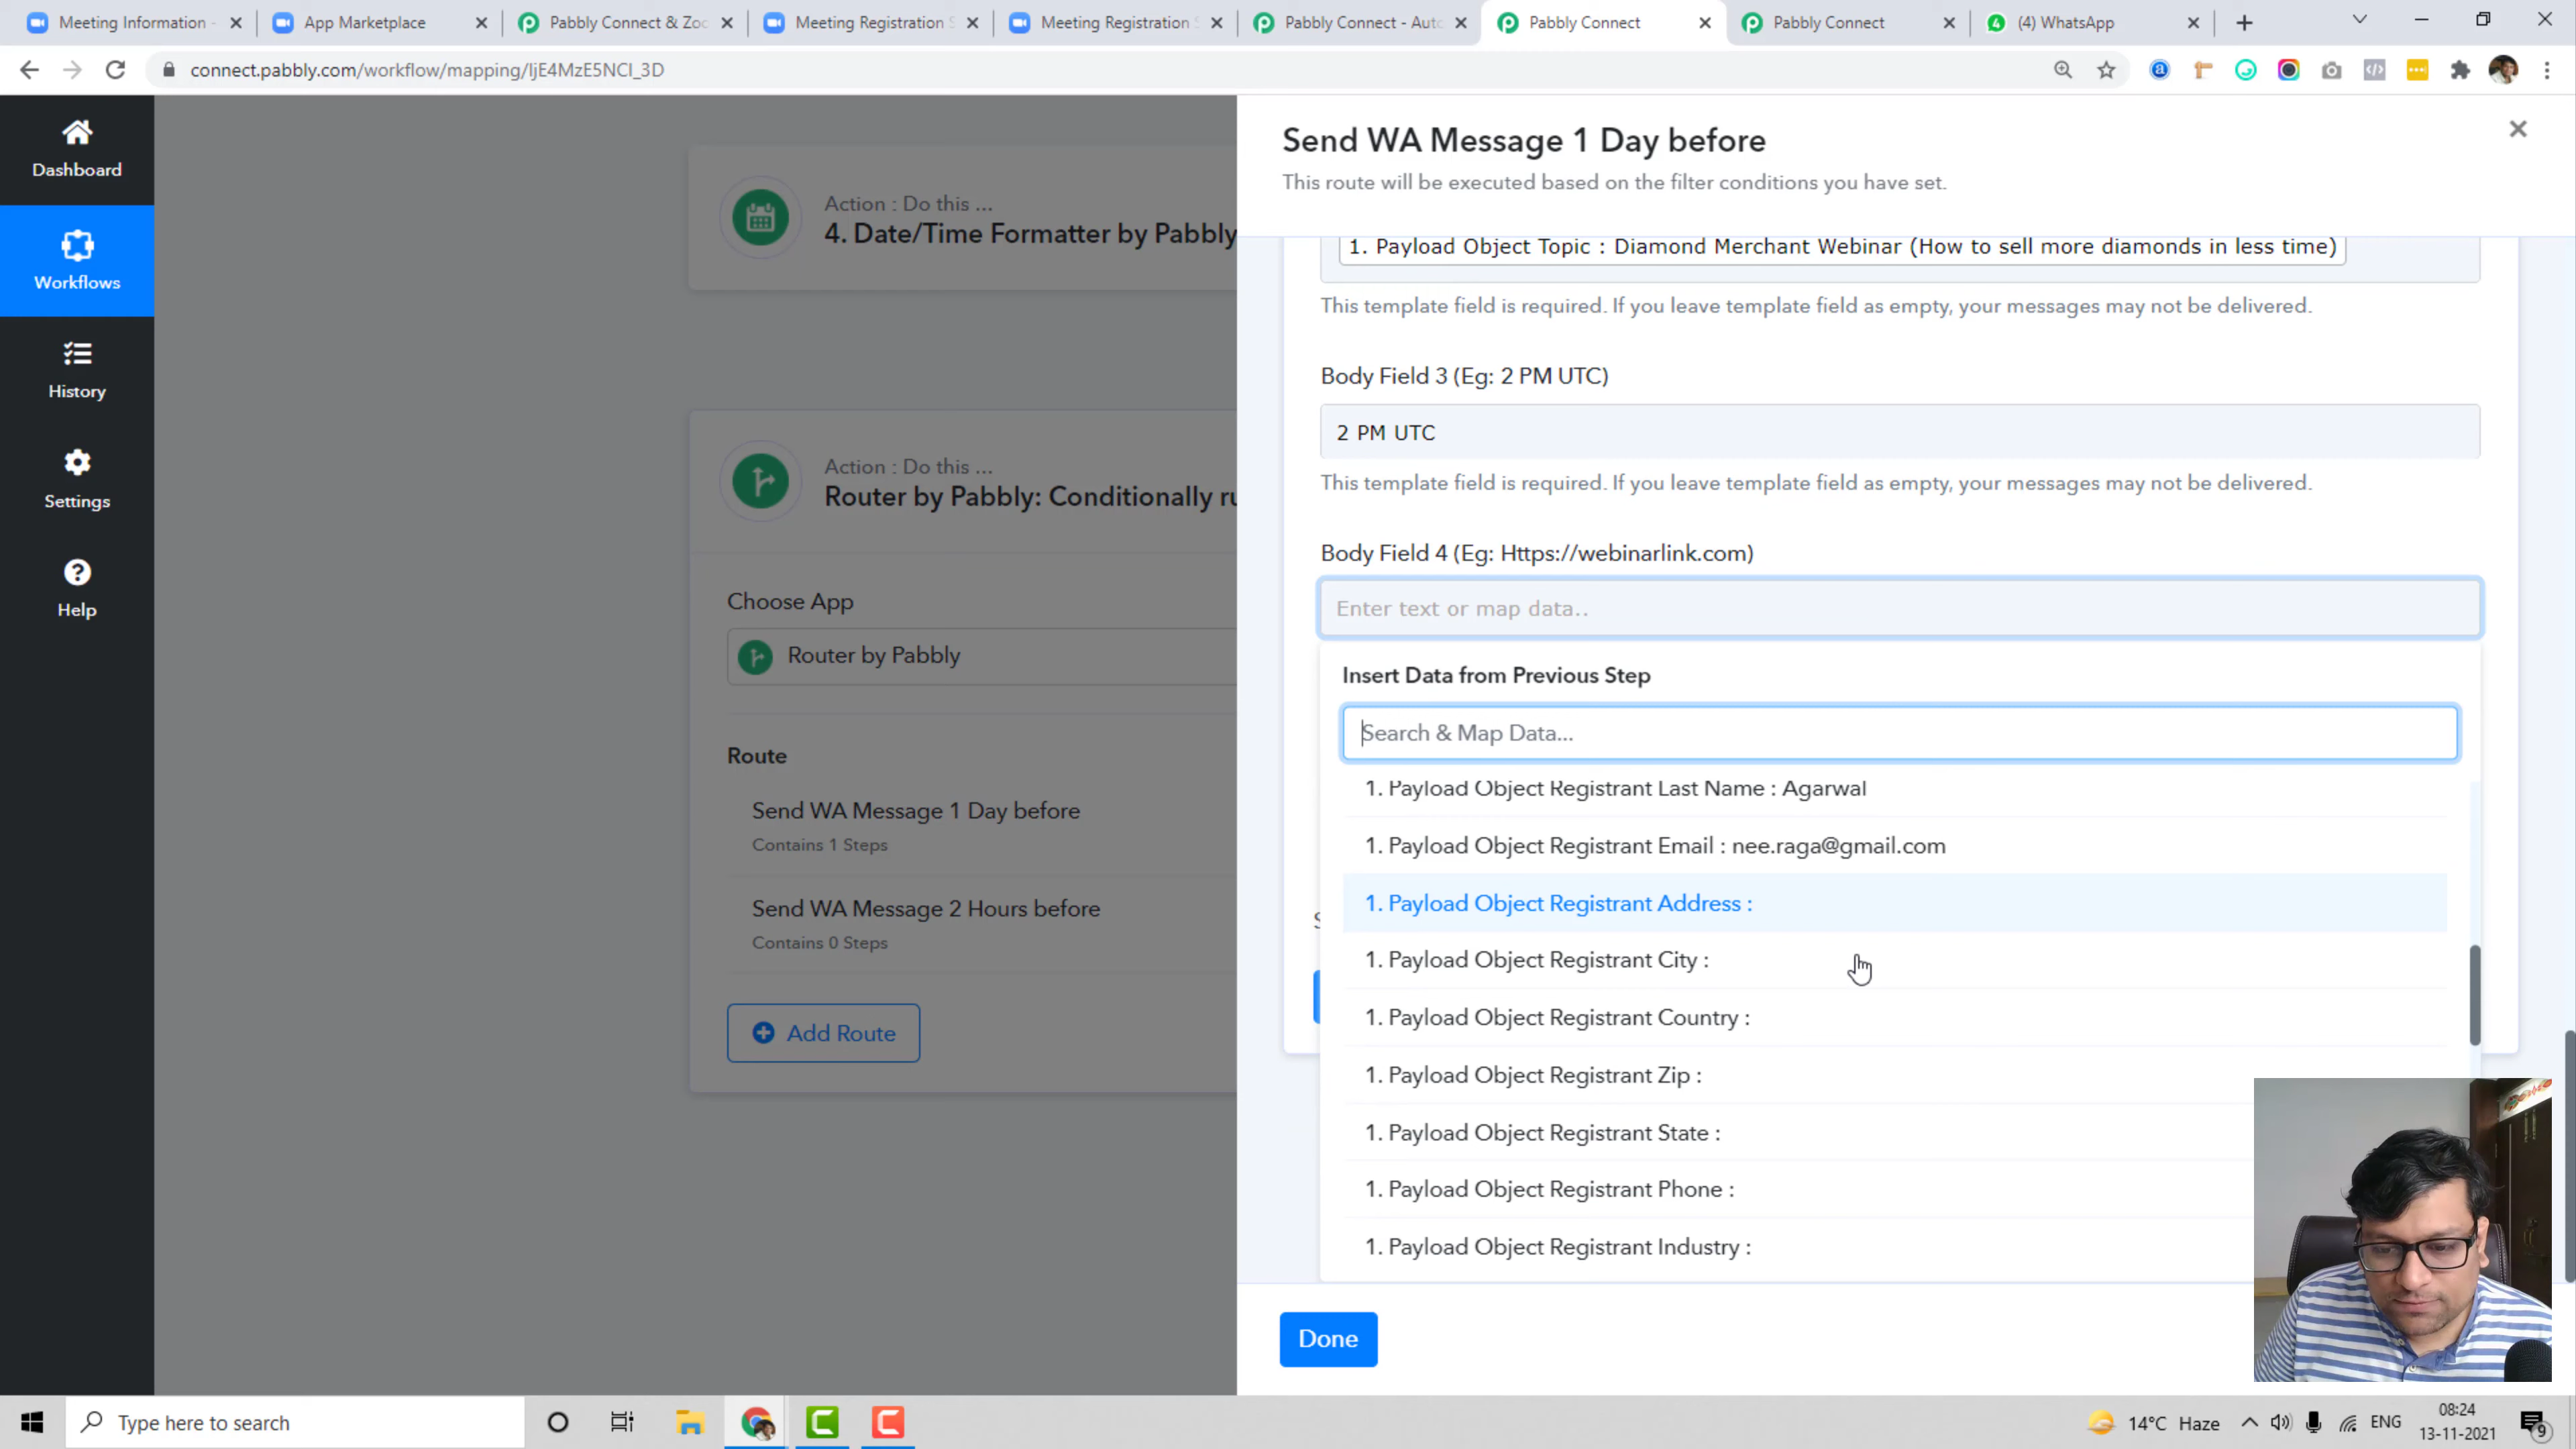 Meeting Information -
App Marketplace
Pabbly Connect & Zoo
Meeting Registration S
Meeting Registration S
Pabbly Connect - Auto
Pabbly Connect
Pabbly Connect
(4) WhatsApp
connect.pabbly.com/workflow/mapping/IjE4MzE5NCI_3D
Dashboard
Workflows
History
Settings
Help
Action : Do this ...
4. Date/Time Formatter by Pabbly
Action : Do this ...
Router by Pabbly: Conditionally ru
Choose App
Router by Pabbly
Route
Send WA Message 1 Day before
Contains 1 Steps
Send WA Message 2 Hours before
Contains 0 Steps
Add Route
Send WA Message 1 Day before
This route will be executed based on the filter conditions you have set.
1. Payload Object Topic : Diamond Merchant Webinar (How to sell more diamonds in less time)
This template field is required. If you leave template field as empty, your messages may not be delivered.
Body Field 3 (Eg: 2 PM UTC)
2 PM UTC
This template field is required. If you leave template field as empty, your messages may not be delivered.
Body Field 4 (Eg: Https://webinarlink.com)
Enter text or map data..
Insert Data from Previous Step
Search & Map Data...
1. Payload Object Registrant Last Name : Agarwal
1. Payload Object Registrant Email : nee.raga@gmail.com
1. Payload Object Registrant Address :
1. Payload Object Registrant City :
1. Payload Object Registrant Country :
1. Payload Object Registrant Zip :
1. Payload Object Registrant State :
1. Payload Object Registrant Phone :
1. Payload Object Registrant Industry :
Done
Type here to search
14°C Haze
ENG
08:24
13-11-2021
9